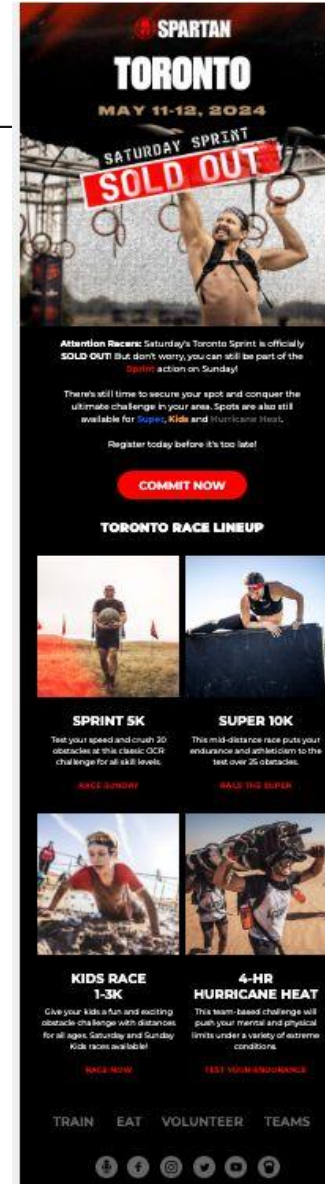 SPARTAN
TORONTO
MAY 11-12, 2024
SATURDAY SPRINT
SOLD OUT
Attention Racers: Saturday's Toronto Sprint is officially
SOLD OUT! But don't worry, you can still be part of the
Sprint action on Sunday!
There's still time to secure your spot and conquer the
ultimate challenge in your area. Spots are also still
available for Super, Kids and Hurricane Heat.
Register today before it's too late!
COMMIT NOW
TORONTO RACE LINEUP
SPRINT 5K
Test your speed and crush 20
obstacles at this classic OCR
challenge for all skill levels.
RACE SUNDAY
SUPER 10K
This mid-distance race puts your
endurance and athleticism to the
test over 25 obstacles.
RACE THE SUPER
KIDS RACE
1-3K
Give your kids a fun and exciting
obstacle challenge with distances
for all ages. Saturday and Sunday
Kids races available!
RACE NOW
4-HR
HURRICANE HEAT
This team-based challenge will
push your mental and physical
limits under a variety of extreme
conditions.
TEST YOUR ENDURANCE
TRAIN EAT VOLUNTEER TEAMS